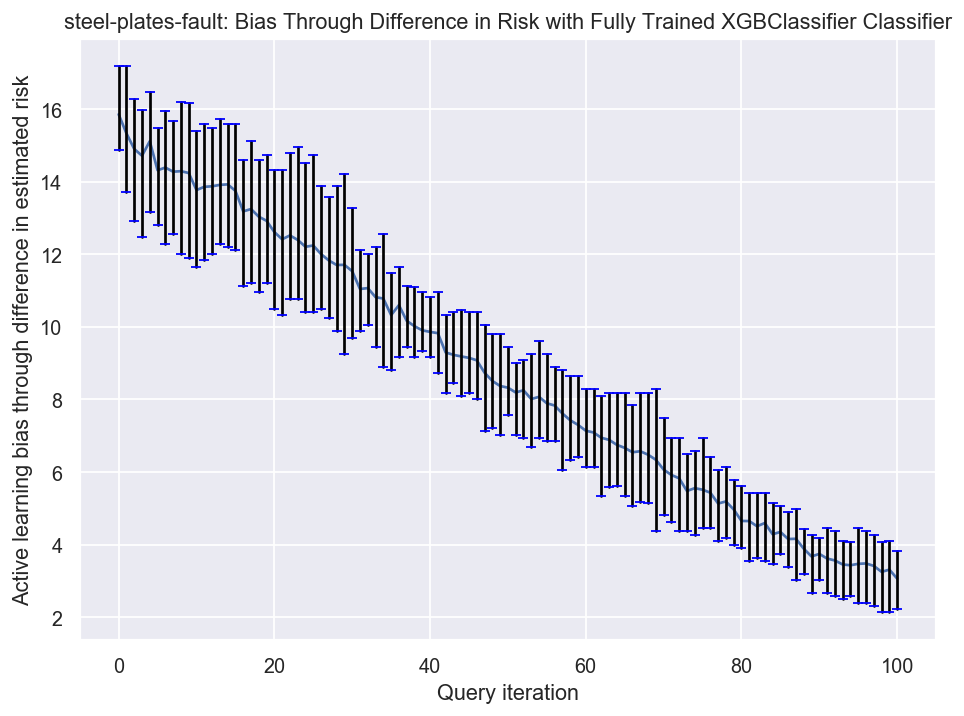 steel-plates-fault: Bias Through Difference in Risk with Fully Trained XGBClassifier Classifier
Active learning bias through difference in estimated risk
16
14
12
10
8
6
4
2
0 20 40 60 80 100
Query iteration